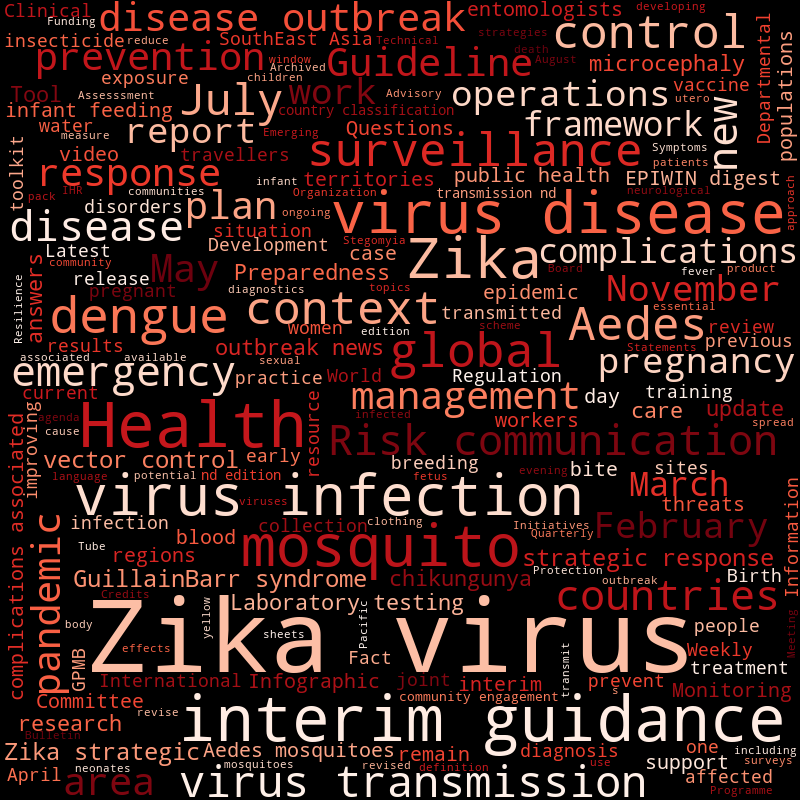 Clinical
Funding
disease outbreak
entomologists
developing
insecticide
reduce
SouthEast Asia
Technical
strategies
control
Departmental
populations
prevention
window
Archived
Guideline
death
August
microcephaly
exposure
children
Tool
Assesssment
July
work
Advisory
operations
vaccine
utero
infant feeding
country classification
water
measure
report
Emerging
Questions
framework
new
toolkit
video
travellers
surveillance
Symptoms
patients
response
communities
infant
territories
public health
EPIWIN digest
pack
IHR
Organization
transmission nd
neurological
approach
disorders
plan
ongoing
virus disease
disease
situation
Stegomyia
Latest
Development
case
Zika
complications
community
release
May
Preparedness
Board
fever
product
Resilience
answers
pregnant
diagnostics
topics
epidemic
November
essential
dengue
context
transmitted
Aedes
review
women
edition
scheme
Statements
previous
results
outbreak news
global
associated
available
sexual
pregnancy
emergency
practice
World
Regulation
current
management
day
training
improving
agenda
Health
resource
infected
workers
care
update
cause
Risk communication
spread
complications associated
vector control
early
breeding
bite
sites
language
potential
nd edition
fetus
evening
March
virus infection
viruses
threats
Information
infection
collection
clothing
Initiatives
Quarterly
February
pandemic
blood
Tube
regions
mosquito
strategic response
Protection
outbreak
Birth
GuillainBarr syndrome
chikungunya
countries
Credits
Laboratory testing
yellow
Pacific
people
body
Zika virus
sheets
effects
Fact
Weekly
Meeting
GPMB
transmit
treatment
International
Infographic
joint
interim
prevent
s
Monitoring
Committee
community engagement
research
revise
interim guidance
Bulletin
Zika strategic
Aedes mosquitoes
remain
diagnosis
one
including
support
surveys
April
neonates
mosquitoes
revised
definition
use
affected
area
virus transmission
Programme